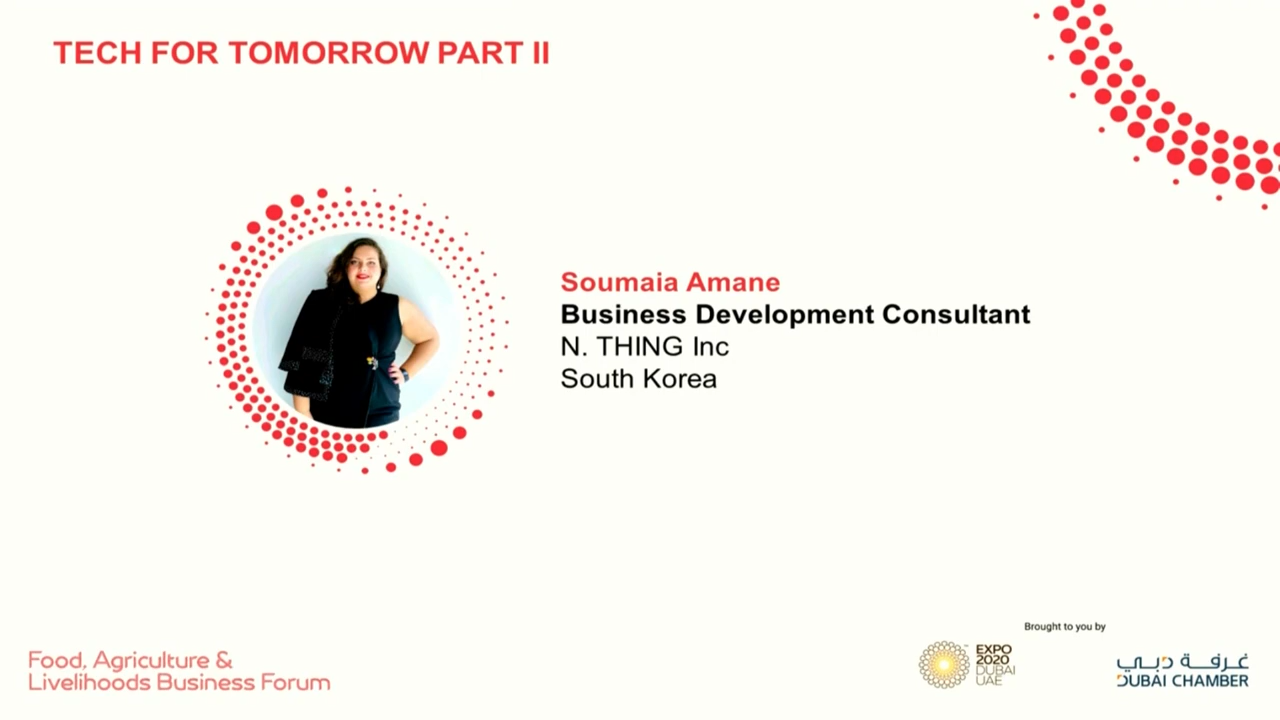 TECH FOR TOMORROW PART II
Soumaia Amane
Business Development Consultant
N. THING Inc
South Korea
Brought to you by
Food, Agriculture &
Livelihoods Business Forum
EXPO
2020
DUBAI
UAE
غرفة دبي
DUBAI CHAMBER